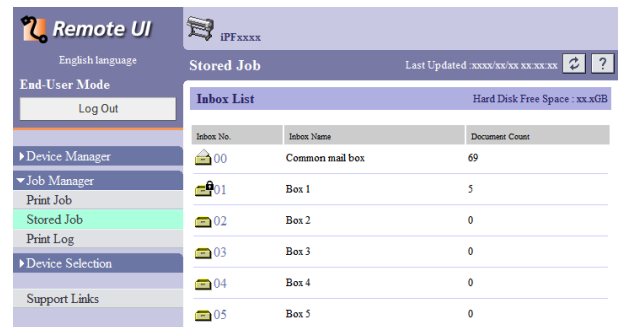 Remote UI
English language
End-User Mode
Log Out
Device Manager
Job Manager
Print Job
Stored Job
Print Log
Device Selection
Support Links
iPFxxxx
Stored Job Last Updated :xxxx/xx/xx xx:xx:xx ?
Inbox List Hard Disk Free Space : xx.xGB
Inbox No. Inbox Name Document Count
00 Common mail box 69
01 Box 1 5
02 Box 2 0
03 Box 3 0
04 Box 4 0
05 Box 5 0